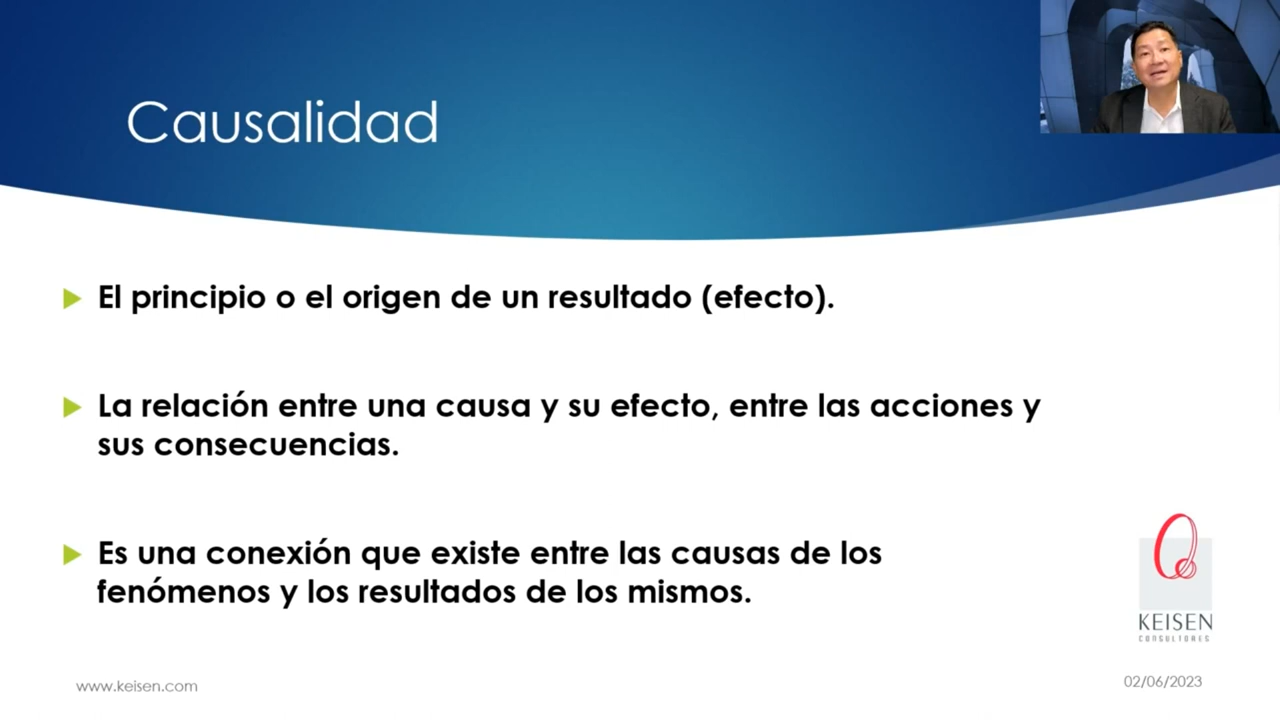 Causalidad
El principio o el origen de un resultado (efecto).
La relación entre una causa y su efecto, entre las acciones y
sus consecuencias.
Es una conexión que existe entre las causas de los
fenómenos y los resultados de los mismos.
KEISEN
CONSULTORES
www.keisen.com
02/06/2023